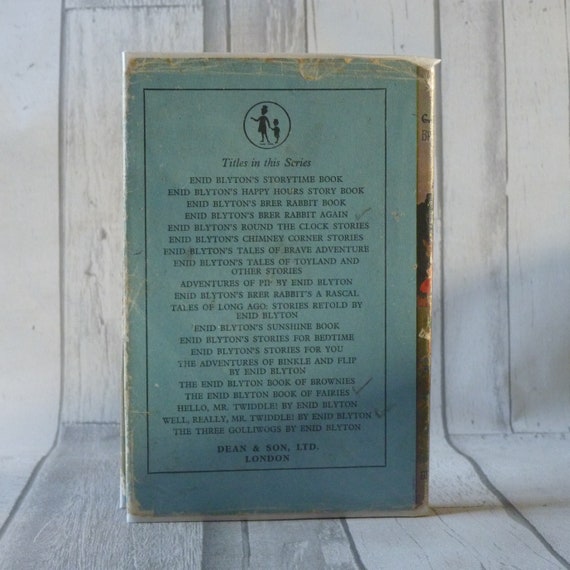 Titles in this Series
ENID BLYTON'S STORYTIME BOOK
ENID BLYTON'S HAPPY HOURS STORY BOOK
ENID BLYTON'S BRER RABBIT BOOK
ENID BLYTON'S BRER RABBIT AGAIN
ENID BLYTON'S ROUND THE CLOCK STORIES
ENID BLYTON'S CHIMNEY CORNER STORIES
ENID BLYTON'S TALES OF BRAVE ADVENTURE
ENID BLYTON'S TALES OF TOYLAND AND
OTHER STORIES
ADVENTURES OF PIP BY ENID BLYTON
ENID BLYTON'S BRER RABBIT'S A RASCAL
TALES OF LONG AGO: STORIES RETOLD BY
ENID BLYTON
ENID BLYTON'S SUNSHINE BOOK
ENID BLYTON'S STORIES FOR BEDTIME
ENID BLYTON'S STORIES FOR YOU
THE ADVENTURES OF BINKLE AND FLIP
BY ENID BLYTON
THE ENID BLYTON BOOK OF BROWNIES
THE ENID BLYTON BOOK OF FAIRIES
HELLO, MR. TWIDDLE! BY ENID BLYTON
WELL, REALLY, MR. TWIDDLE! BY ENID BLYTON
THE THREE GOLLIWOGS BY ENID BLYTON
DEAN & SON, LTD.
LONDON